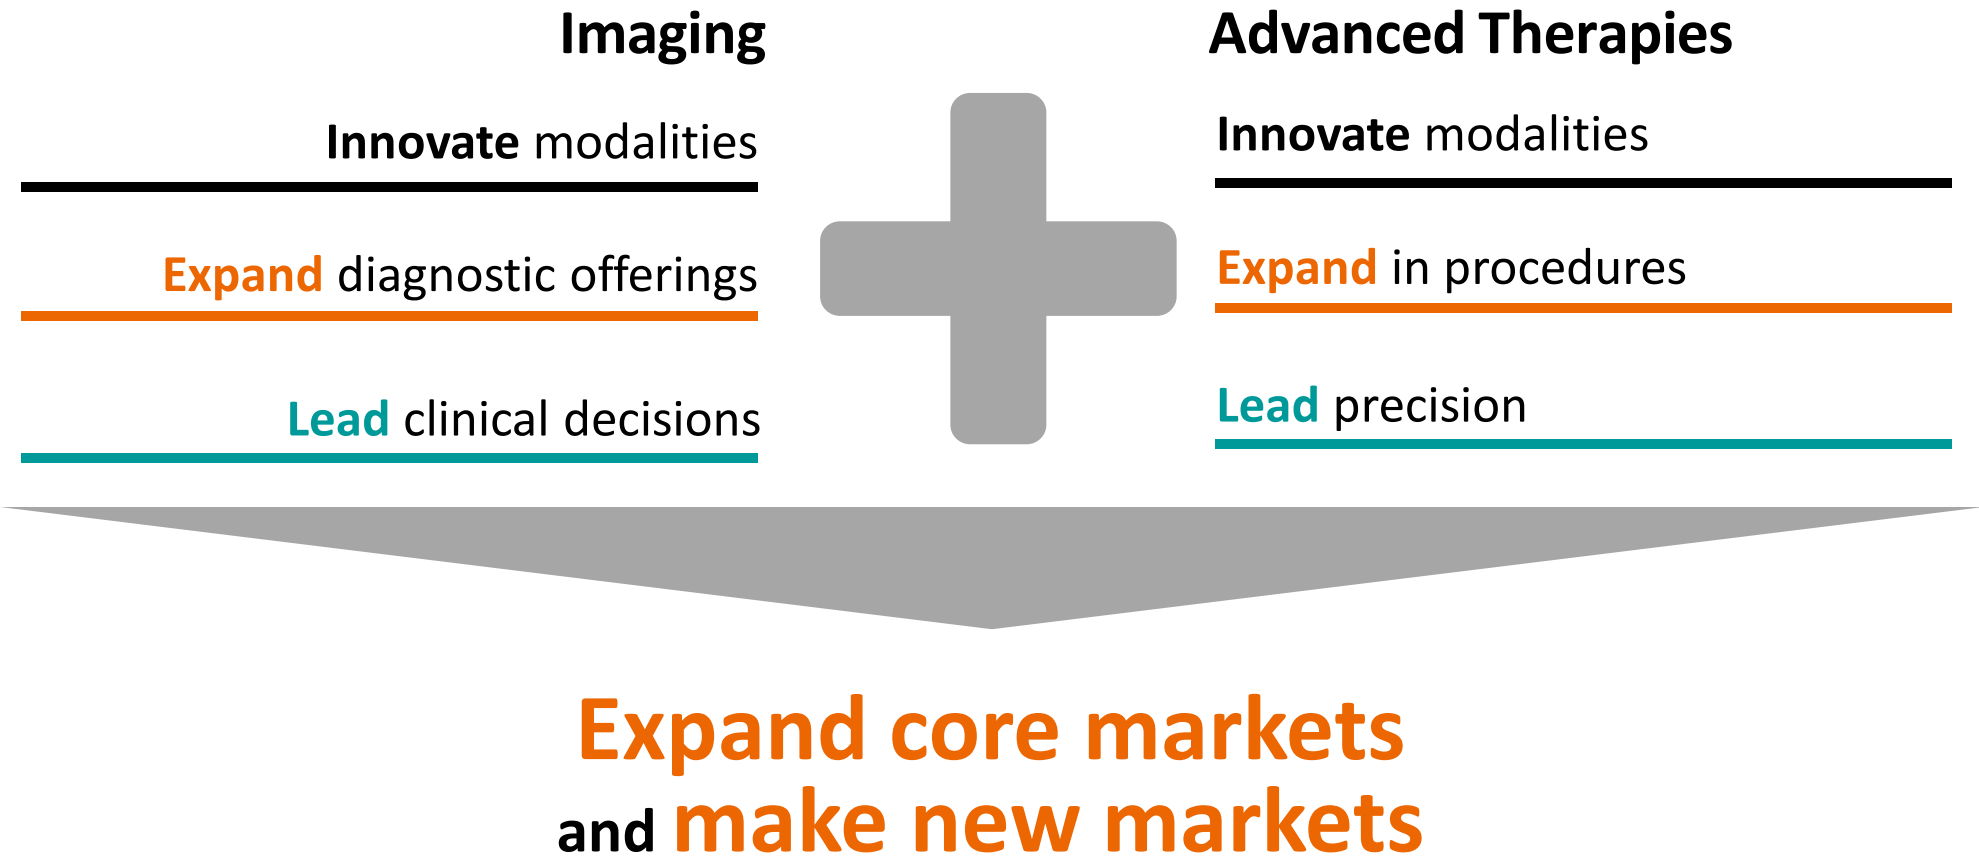 Imaging
Innovate modalities
Expand diagnostic offerings
Lead clinical decisions
Advanced Therapies
Innovate modalities
Expand in procedures
Lead precision
Expand core markets
and make new markets